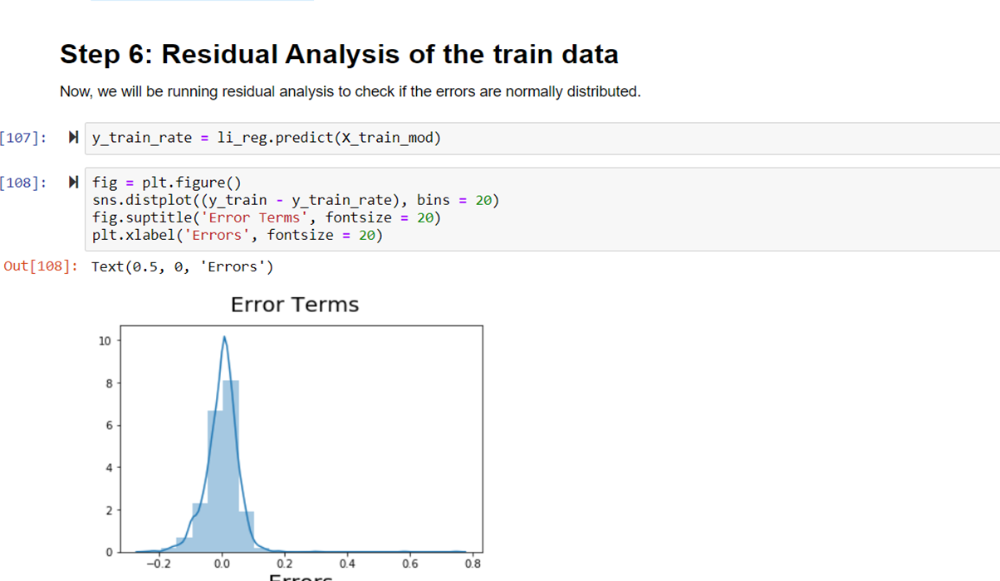 Step 6: Residual Analysis of the train data
Now, we will be running residual analysis to check if the errors are normally distributed.
[107]: y_train_rate = li_reg.predict(X_train_mod)
[108]: fig = plt.figure()
sns.distplot((y_train - y_train_rate), bins = 20)
fig.suptitle('Error Terms', fontsize = 20)
plt.xlabel('Errors', fontsize = 20)
Out[108]: Text(0.5, 0, 'Errors')
Error Terms
10
8
6
4
2
0
−0.2 0.0 0.2 0.4 0.6 0.8
Errors